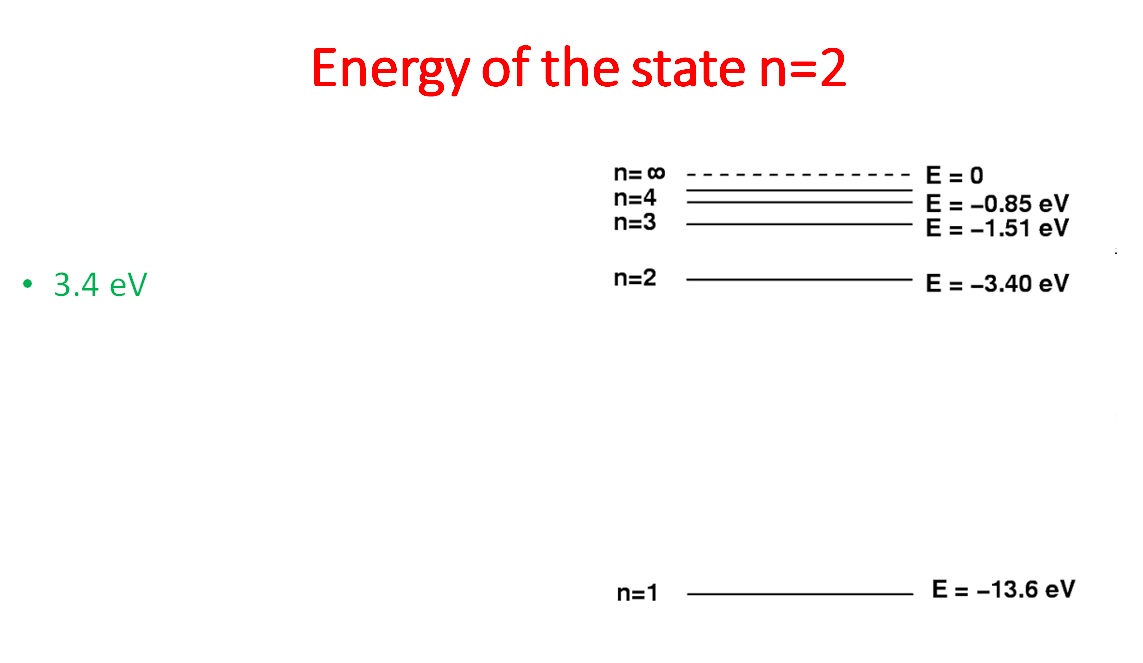 Energy of the state n=2
n= ∞ E = 0
n=4 E = −0.85 eV
n=3 E = −1.51 eV
• 3.4 eV
n=2 E = −3.40 eV
n=1 E = −13.6 eV